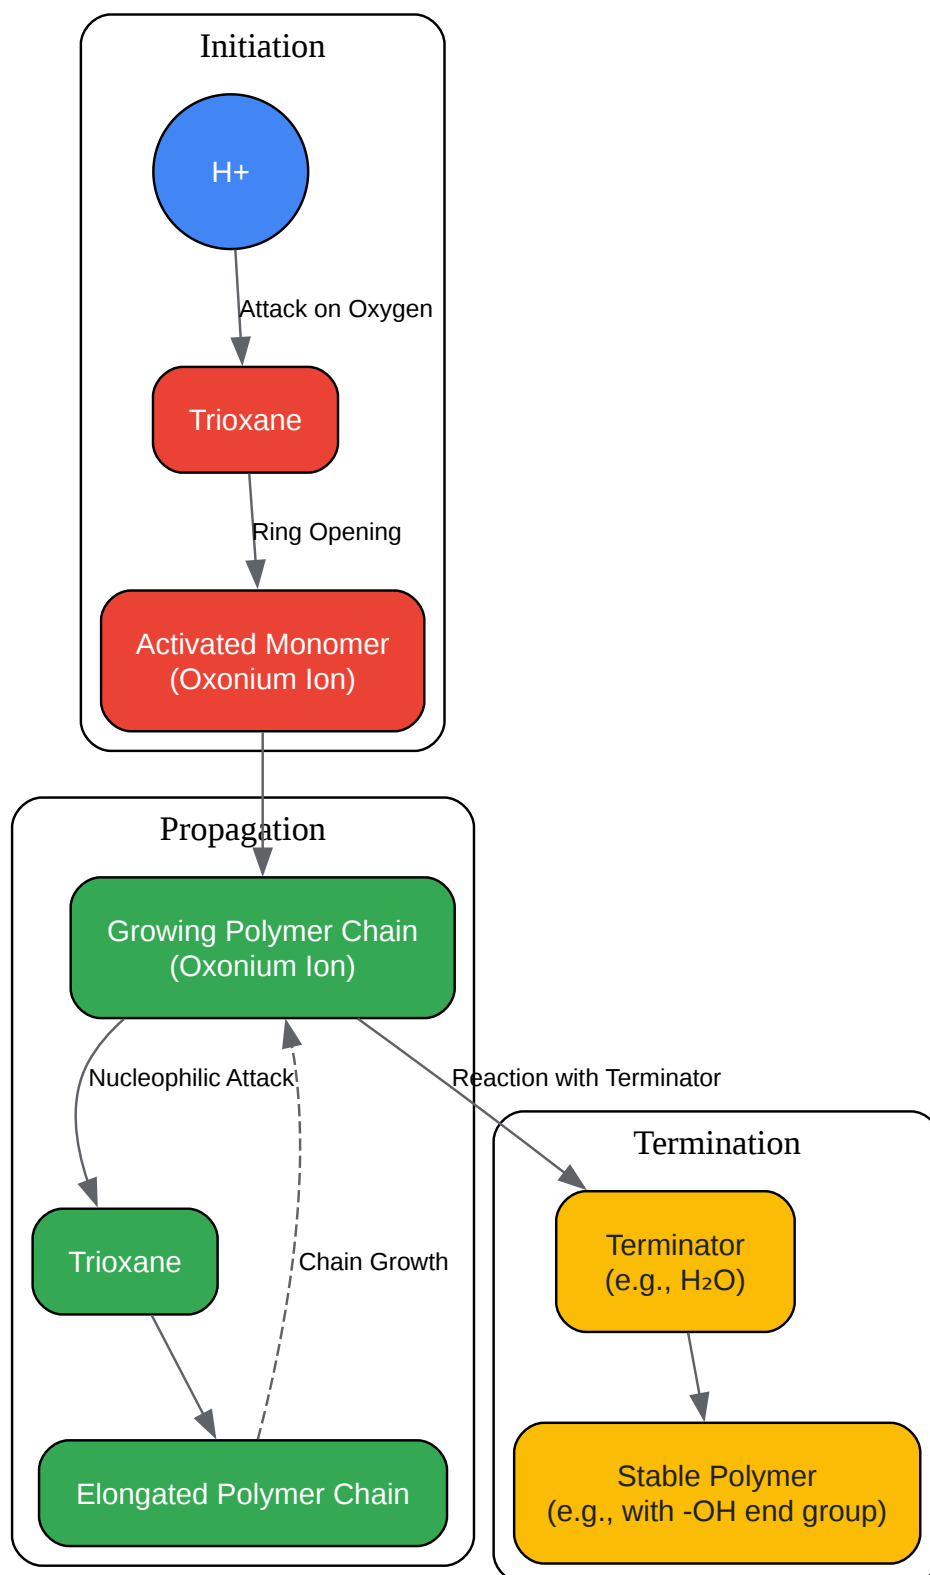 Initiation
H+
Attack on Oxygen
Trioxane
Ring Opening
Activated Monomer
(Oxonium Ion)
Propagation
Growing Polymer Chain
(Oxonium Ion)
Nucleophilic Attack
Reaction with Terminator
Termination
Trioxane
Chain Growth
Terminator
(e.g., H₂O)
Elongated Polymer Chain
Stable Polymer
(e.g., with -OH end group)